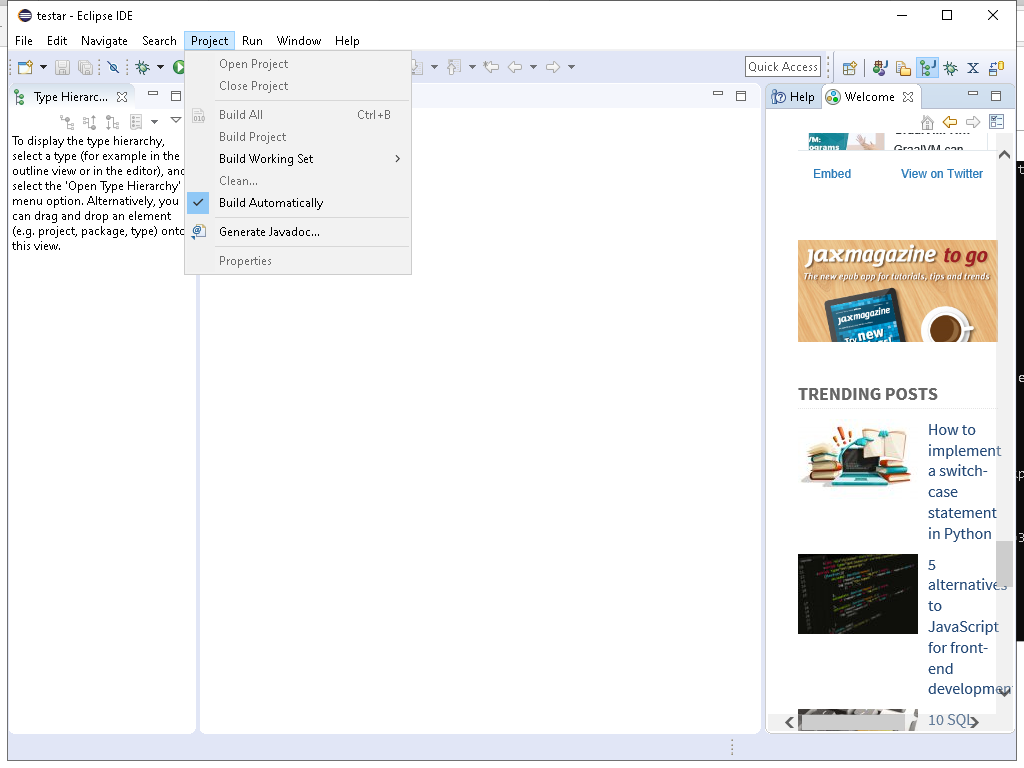 testar - Eclipse IDE
File Edit Navigate Search Project Run Window Help
Quick Access
Open Project
Close Project
Build All Ctrl+B
Build Project
Build Working Set
Clean...
Build Automatically
Generate Javadoc...
Properties
Type Hierarc...
To display the type hierarchy,
select a type (for example in the
outline view or in the editor), and
select the 'Open Type Hierarchy'
menu option. Alternatively, you
can drag and drop an element
(e.g. project, package, type) onto
this view.
Help Welcome
GraalVM can
Embed View on Twitter
jaxmagazine to go
The new epub app for tutorials, tips and trends
jaxmagazine
Try new
TRENDING POSTS
How to
implement
a switch-
case
statement
in Python
5
alternatives
to
JavaScript
for front-
end
developmen
10 SQL